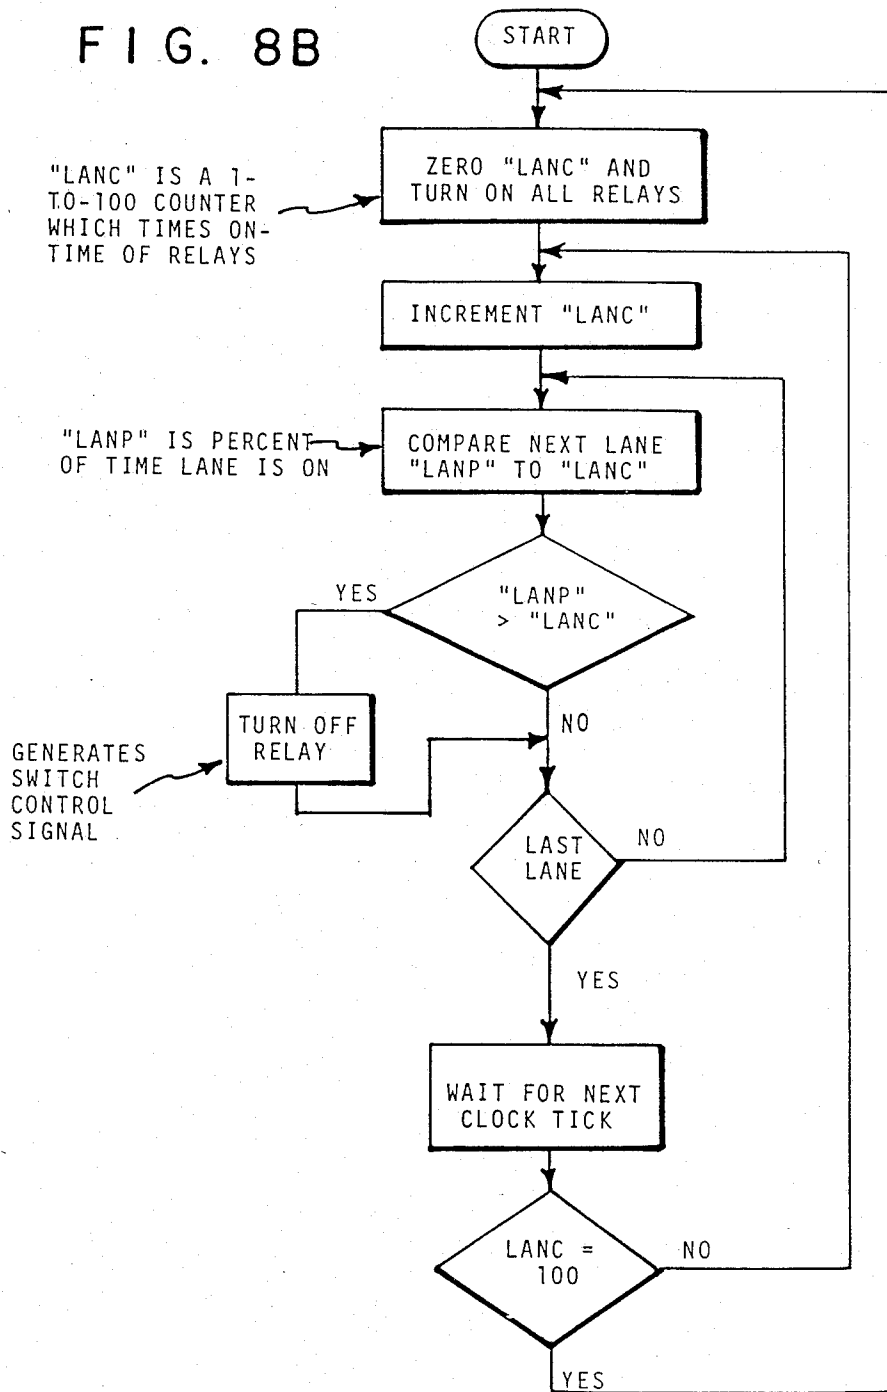 FIG. 8B
START
"LANC" IS A 1-
TO-100 COUNTER
WHICH TIMES ON-
TIME OF RELAYS
ZERO "LANC" AND
TURN ON ALL RELAYS
INCREMENT "LANC"
"LANP" IS PERCENT
OF TIME LANE IS ON
COMPARE NEXT LANE
"LANP" TO "LANC"
YES
"LANP"
> "LANC"
TURN OFF
RELAY
NO
GENERATES
SWITCH
CONTROL
SIGNAL
LAST
LANE
NO
YES
WAIT FOR NEXT
CLOCK TICK
LANC =
100
NO
YES